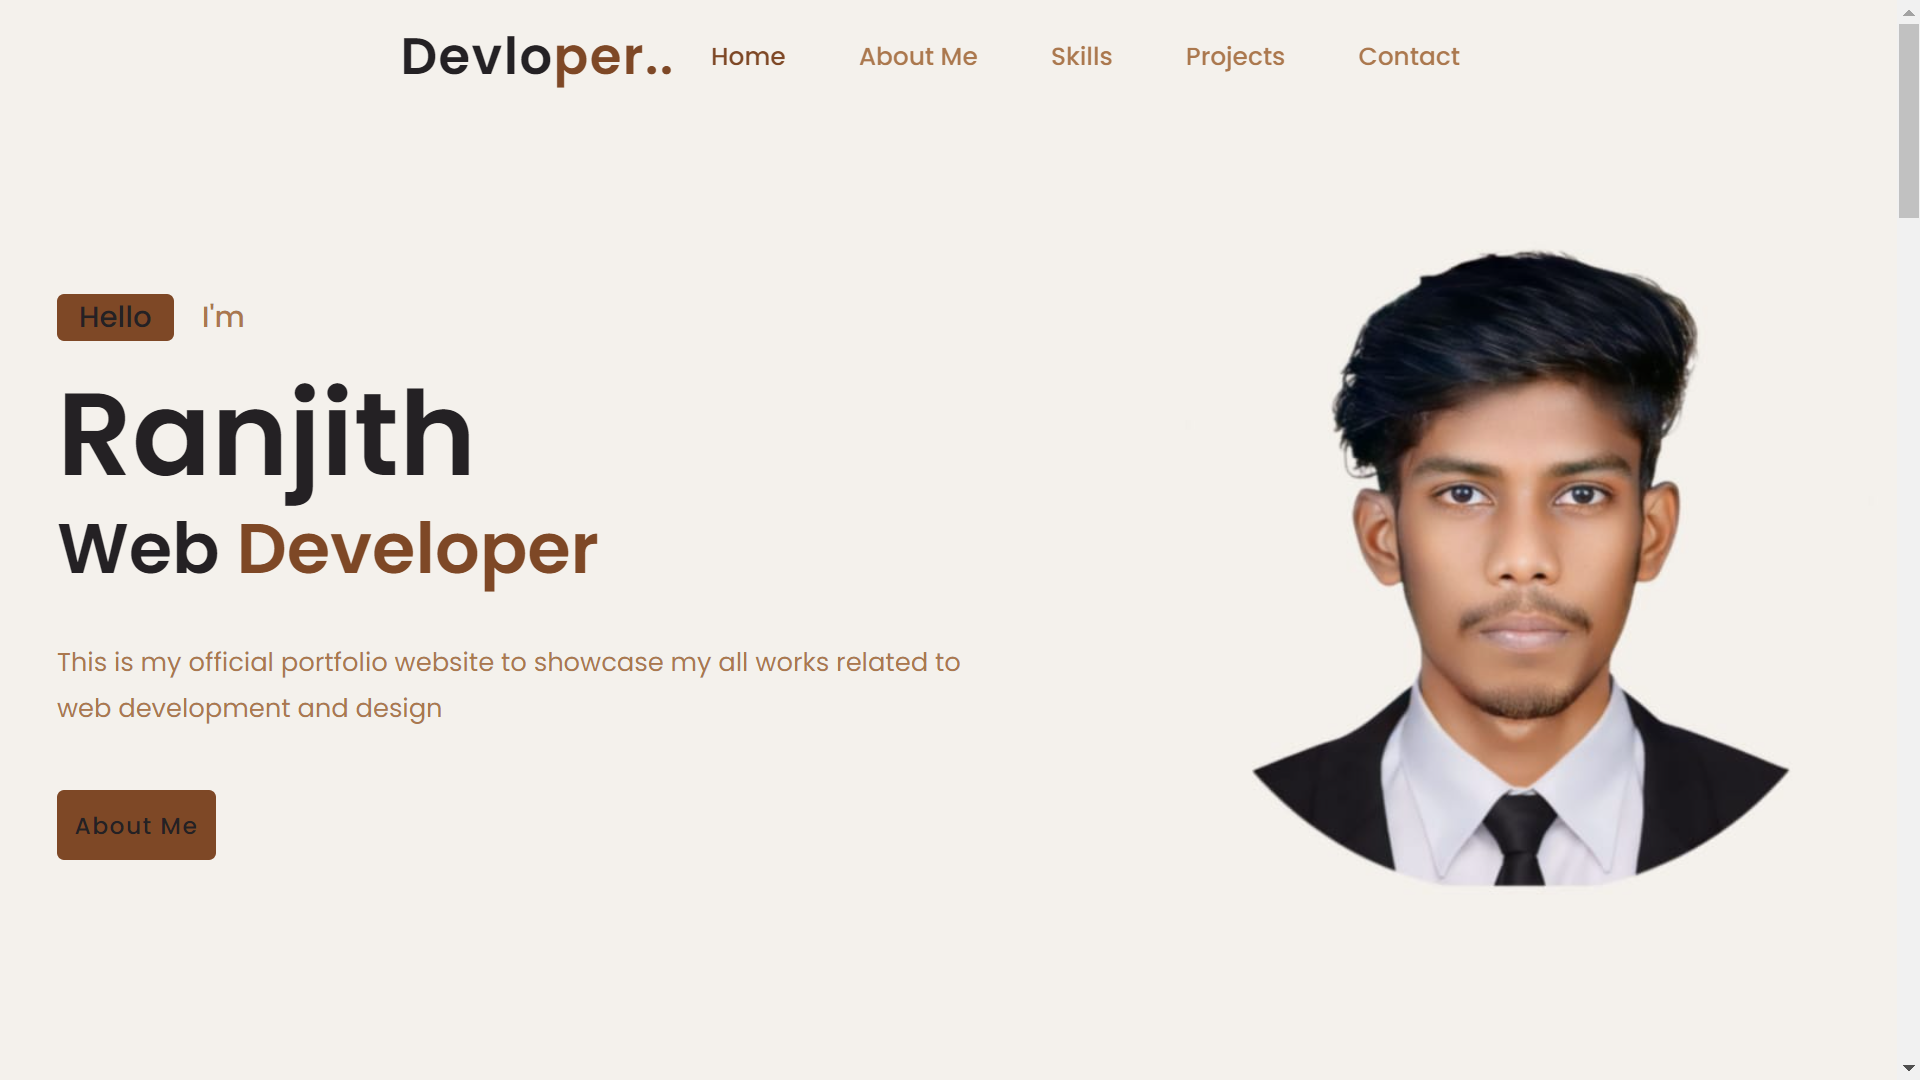 Devloper.. Home About Me Skills Projects Contact
Hello I'm
Ranjith
Web Developer
This is my official portfolio website to showcase my all works related to
web development and design
About Me